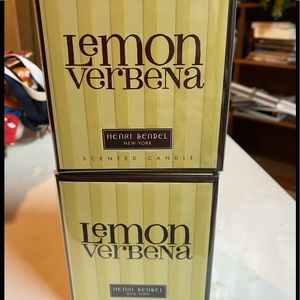 Lemon
VerBeNA
HENRI BENDEL
NEW YORK
SCENTED CANDLE
Lemon
VerBeNA
HENRI BENDEL
NEW YORK